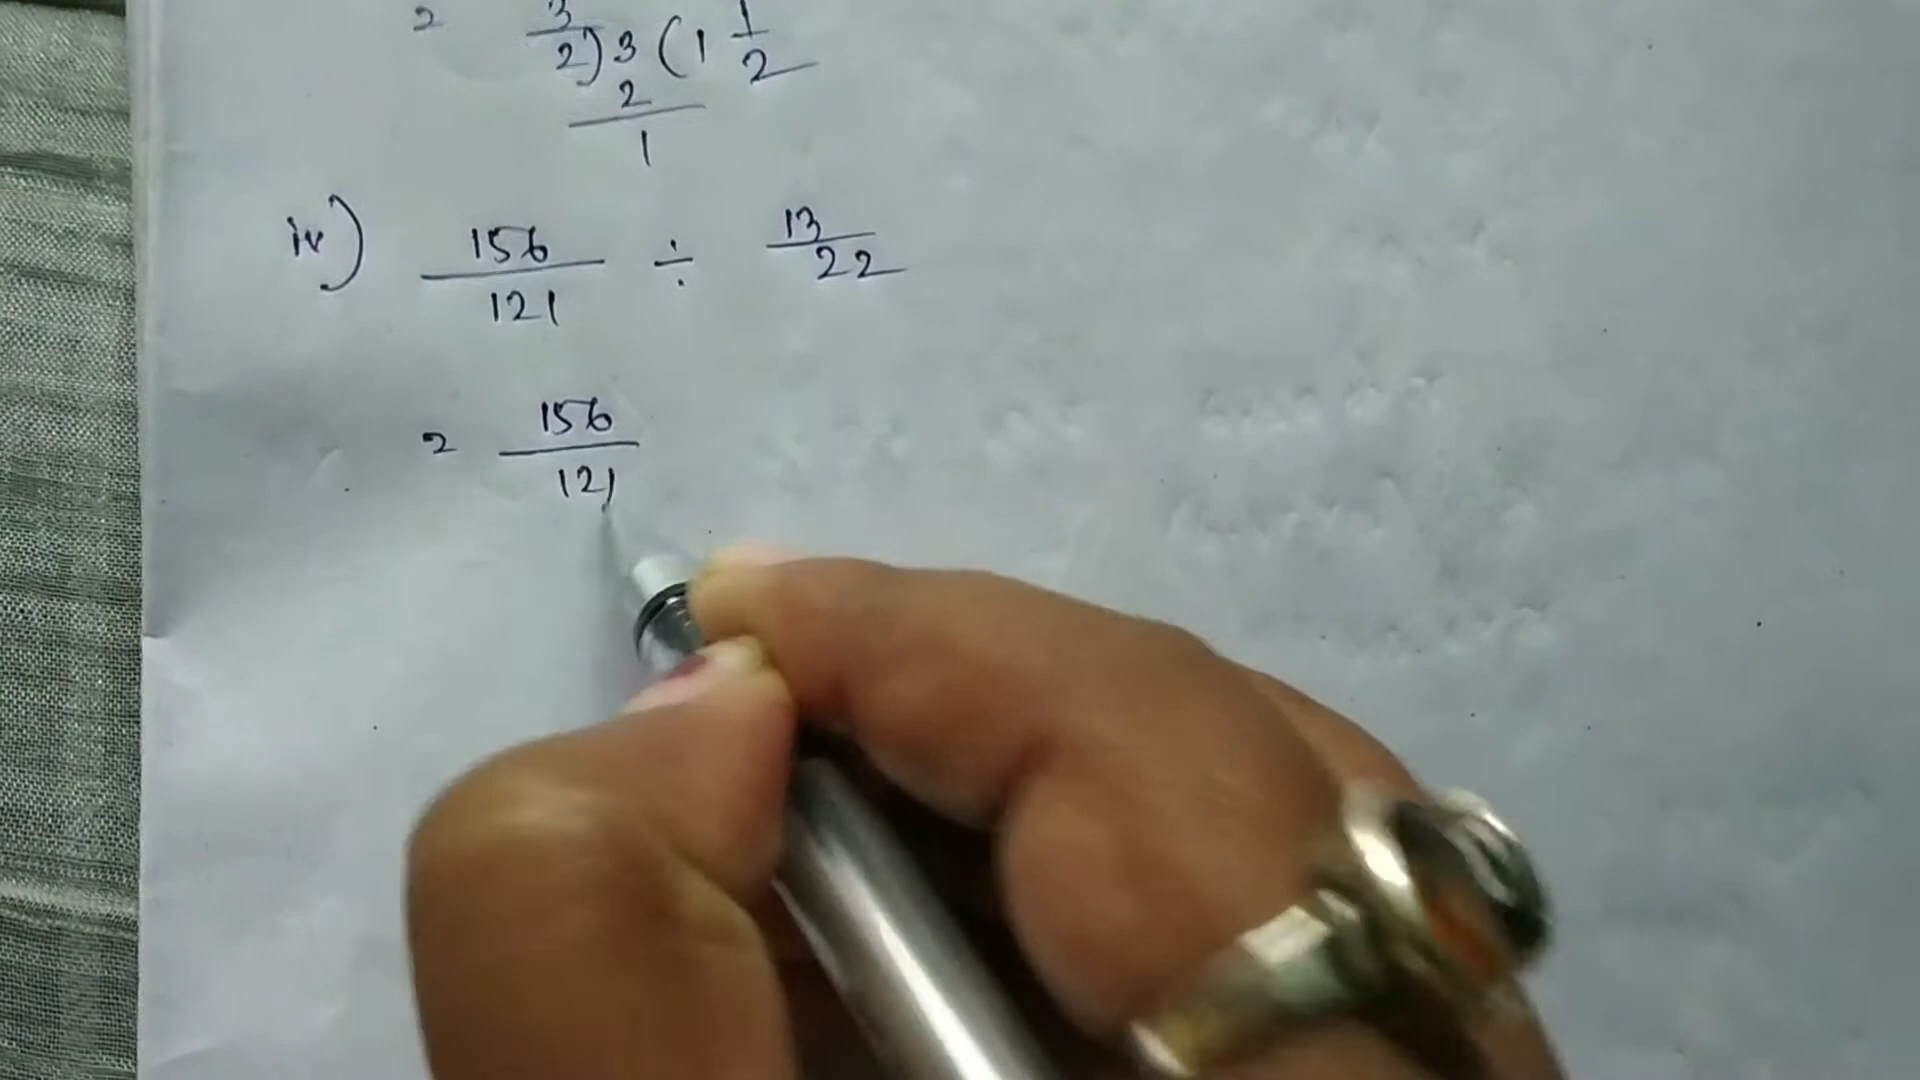 = 3/2) 3 (1 1/2
2
1
iv) 156/121 ÷ 13/22
= 156/121